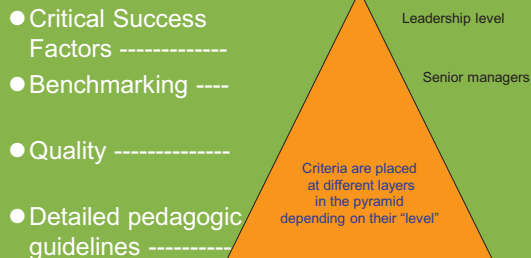 ● Critical Success
Factors -------------
● Benchmarking ----
● Quality --------------
● Detailed pedagogic
guidelines ----------
Leadership level
Senior managers
Criteria are placed
at different layers
in the pyramid
depending on their “level”